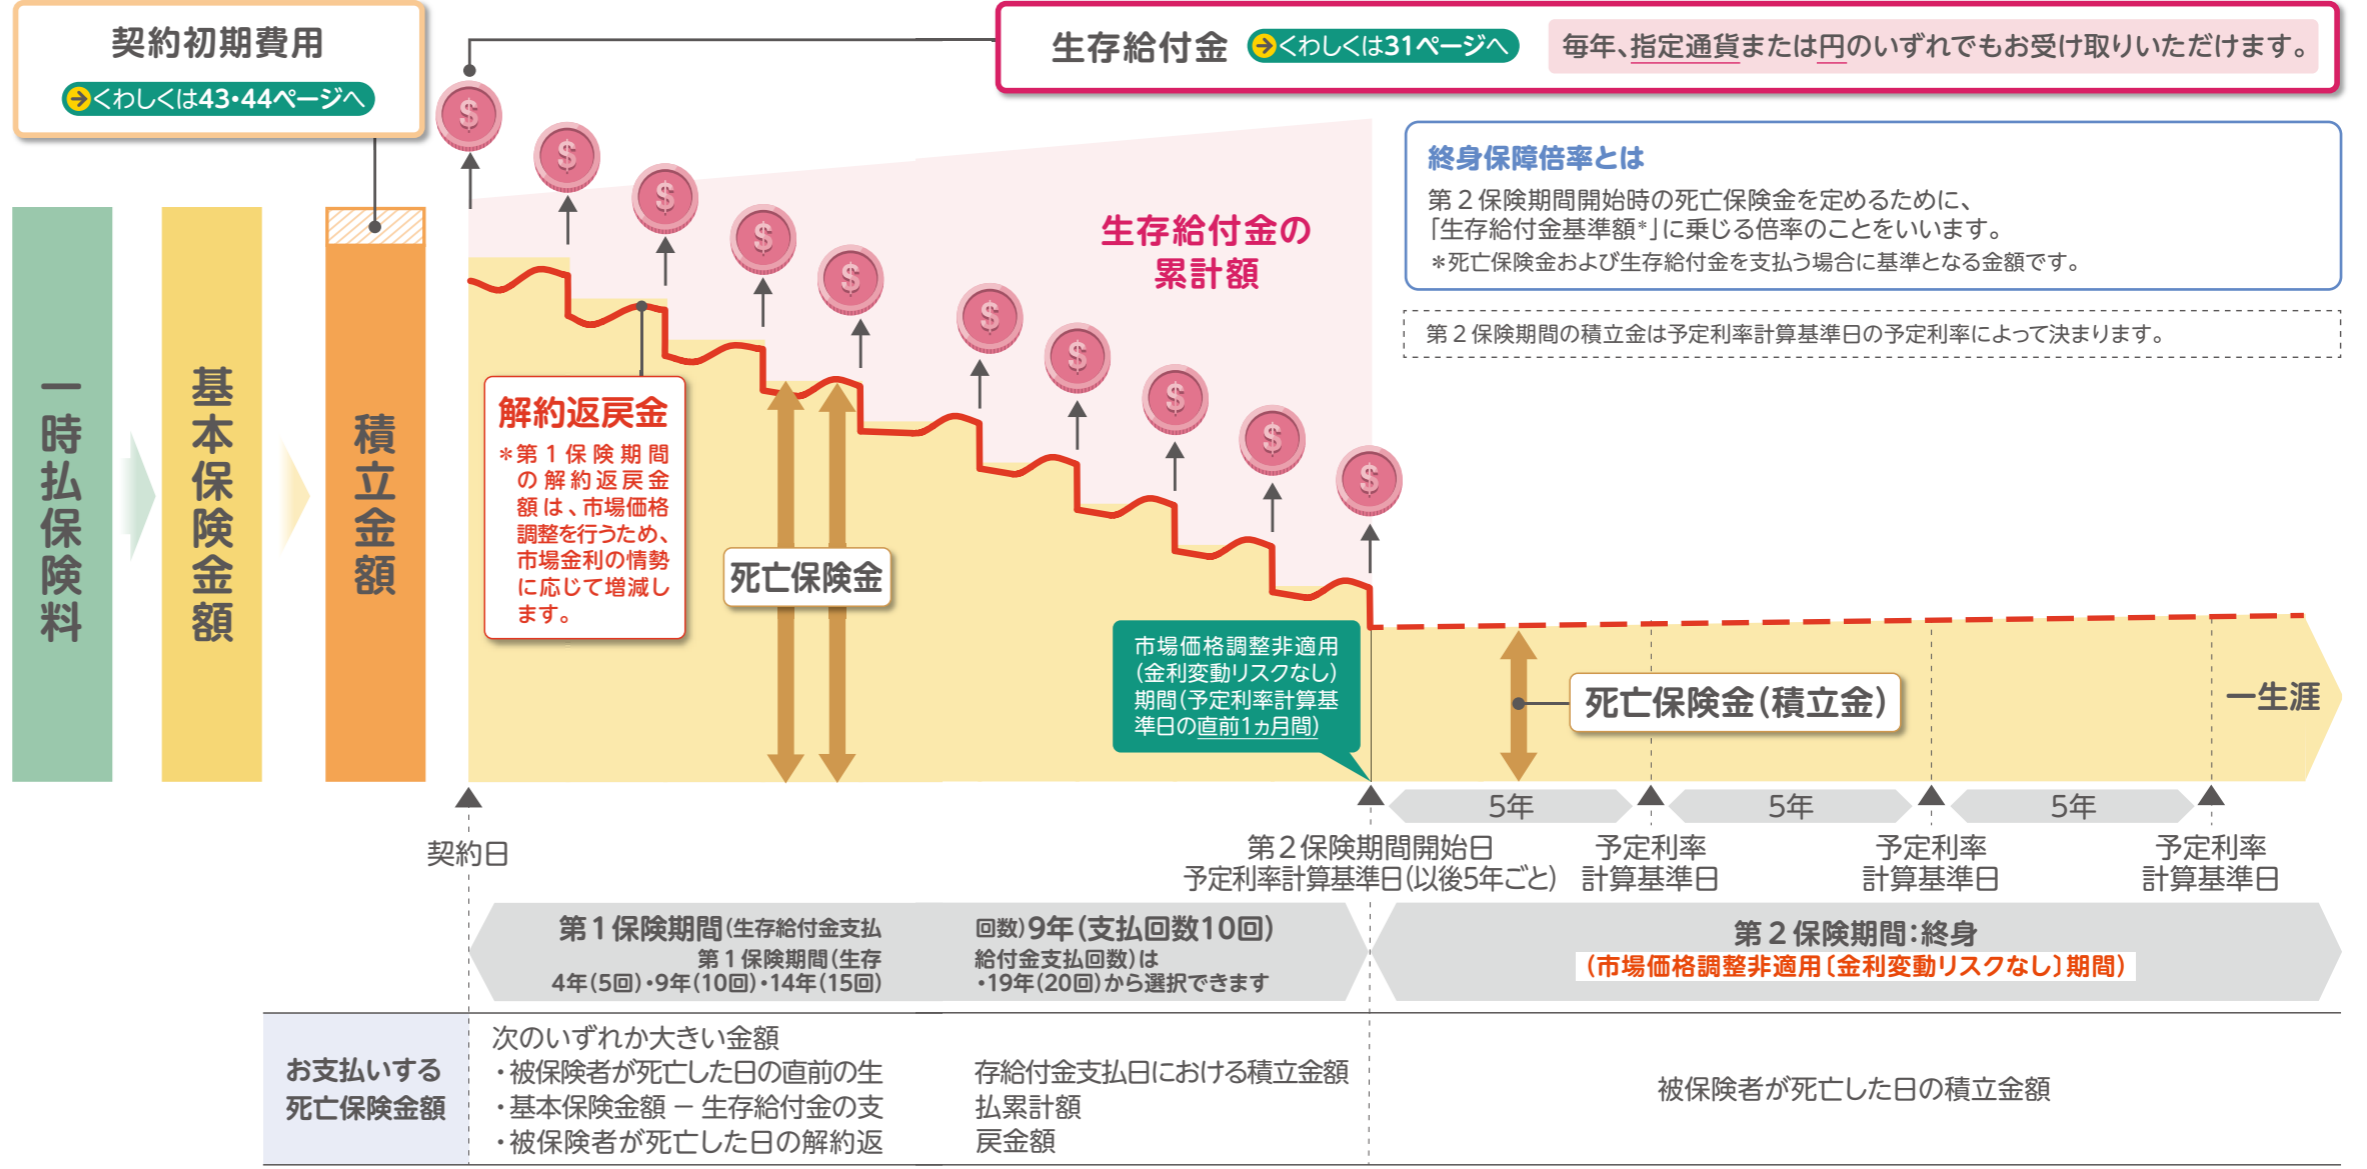 契約初期費用
くわしくは43・44ページへ
生存給付金
くわしくは31ページへ
毎年、指定通貨または円のいずれでもお受け取りいただけます。
$
$
$
$
$
$
$
$
$
$
終身保障倍率とは
第2保険期間開始時の死亡保険金を定めるために、
「生存給付金基準額*」に乗じる倍率のことをいいます。
*死亡保険金および生存給付金を支払う場合に基準となる金額です。
第2保険期間の積立金は予定利率計算基準日の予定利率によって決まります。
生存給付金の
累計額
一時払保険料
基本保険金額
積立金額
解約返戻金
*第1保険期間
の解約返戻金
額は、市場価格
調整を行うため、
市場金利の情勢
に応じて増減し
ます。
死亡保険金
市場価格調整非適用
(金利変動リスクなし)
期間(予定利率計算基
準日の直前1ヵ月間)
死亡保険金(積立金)
一生涯
5年
5年
5年
契約日
第2保険期間開始日
予定利率計算基準日(以後5年ごと)
予定利率
計算基準日
予定利率
計算基準日
予定利率
計算基準日
第1保険期間(生存給付金支払回数)9年(支払回数10回)
第1保険期間(生存給付金支払回数)は
4年(5回)・9年(10回)・14年(15回)・19年(20回)から選択できます
第2保険期間:終身
(市場価格調整非適用〔金利変動リスクなし〕期間)
お支払いする
死亡保険金額
次のいずれか大きい金額
・被保険者が死亡した日の直前の生存給付金支払日における積立金額
・基本保険金額 − 生存給付金の支払累計額
・被保険者が死亡した日の解約返戻金額
被保険者が死亡した日の積立金額